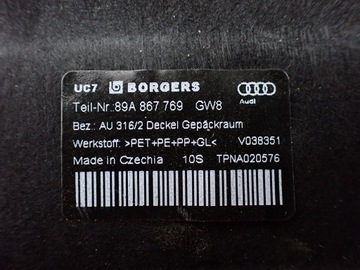 UC7 BORGERS
Teil-Nr.:89A 867 769 GW8
Audi
Bez.: AU 316/2 Deckel Gepäckraum
Werkstoff: >PET+PE+PP+GL< V038351
Made in Czechia 10S TPNA020576